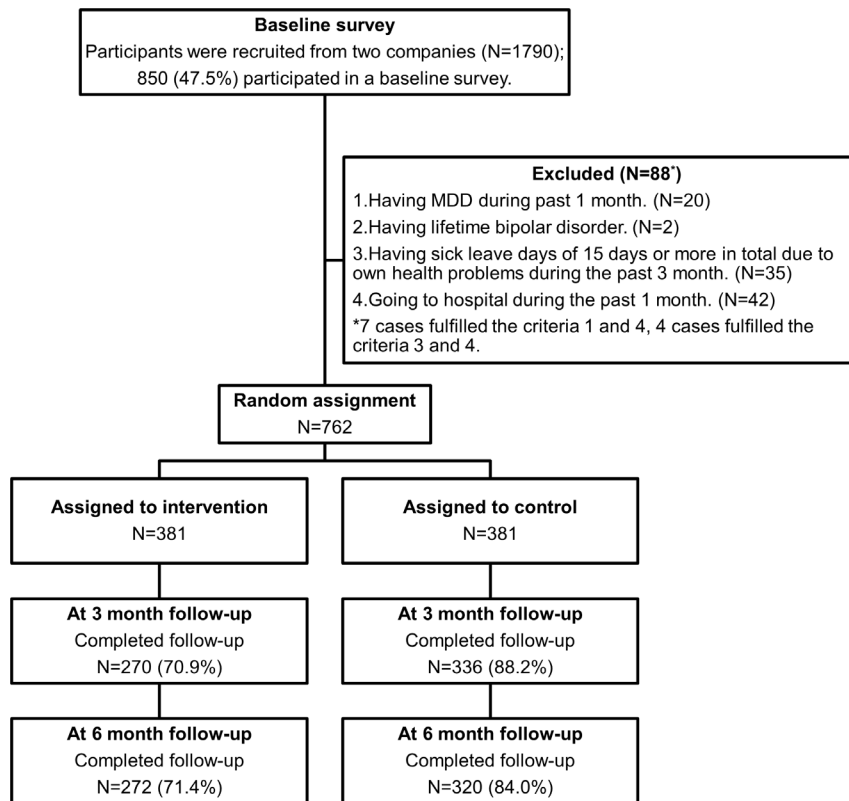 Baseline survey
Participants were recruited from two companies (N=1790);
850 (47.5%) participated in a baseline survey.
Excluded (N=88*)
1.Having MDD during past 1 month. (N=20)
2.Having lifetime bipolar disorder. (N=2)
3.Having sick leave days of 15 days or more in total due to
own health problems during the past 3 month. (N=35)
4.Going to hospital during the past 1 month. (N=42)
*7 cases fulfilled the criteria 1 and 4, 4 cases fulfilled the
criteria 3 and 4.
Random assignment
N=762
Assigned to intervention
N=381
Assigned to control
N=381
At 3 month follow-up
Completed follow-up
N=270 (70.9%)
At 3 month follow-up
Completed follow-up
N=336 (88.2%)
At 6 month follow-up
Completed follow-up
N=272 (71.4%)
At 6 month follow-up
Completed follow-up
N=320 (84.0%)